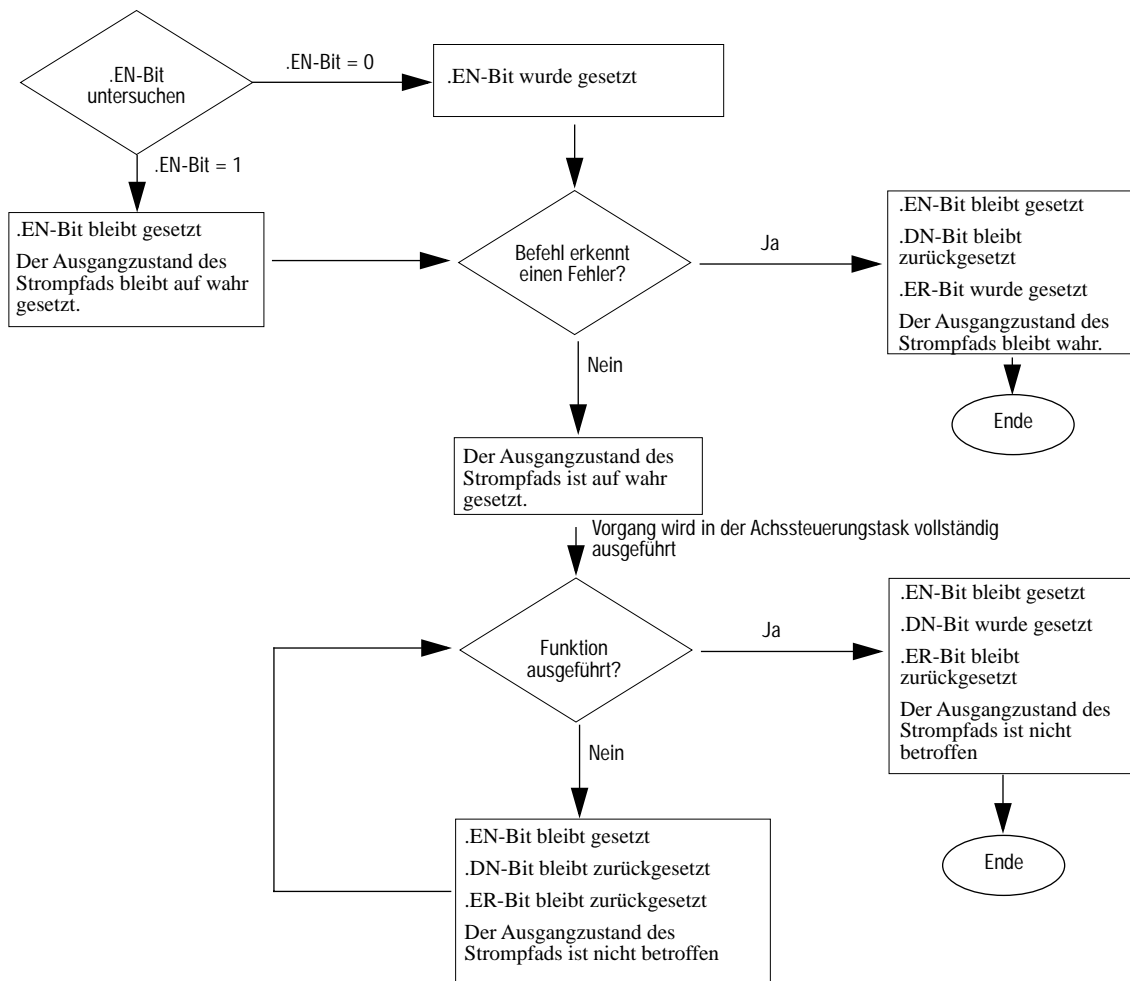 .EN-Bit
untersuchen
.EN-Bit = 0
.EN-Bit wurde gesetzt
.EN-Bit = 1
.EN-Bit bleibt gesetzt
Der Ausgangzustand des
Strompfads bleibt auf wahr
gesetzt.
Befehl erkennt
einen Fehler?
Ja
.EN-Bit bleibt gesetzt
.DN-Bit bleibt
zurückgesetzt
.ER-Bit wurde gesetzt
Der Ausgangzustand des
Strompfads bleibt wahr.
Ende
Nein
Der Ausgangzustand des
Strompfads ist auf wahr
gesetzt.
Vorgang wird in der Achssteuerungstask vollständig
ausgeführt
Funktion
ausgeführt?
Ja
.EN-Bit bleibt gesetzt
.DN-Bit wurde gesetzt
.ER-Bit bleibt
zurückgesetzt
Der Ausgangzustand des
Strompfads ist nicht
betroffen
Ende
Nein
.EN-Bit bleibt gesetzt
.DN-Bit bleibt zurückgesetzt
.ER-Bit bleibt zurückgesetzt
Der Ausgangzustand des
Strompfads ist nicht betroffen